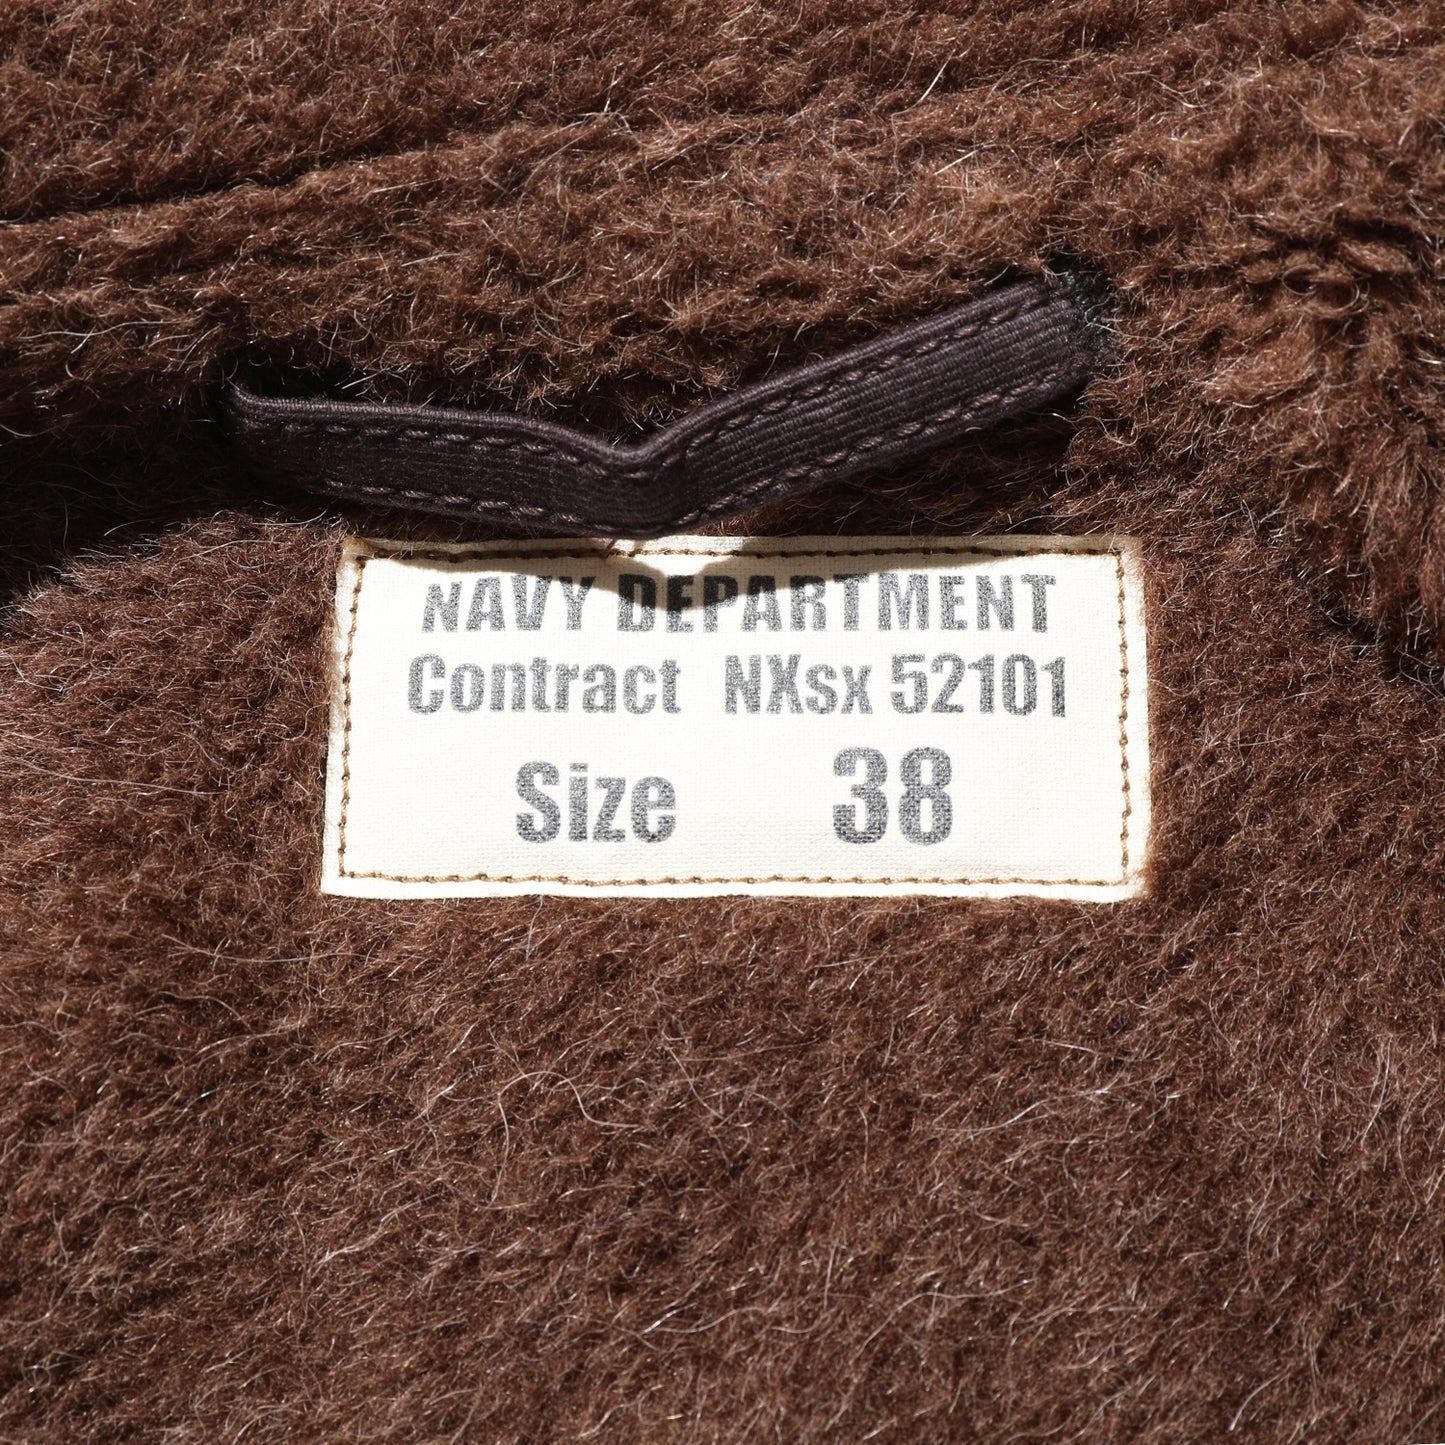 NAVY DEPARTMENT
Contract NXsx 52101
Size 38